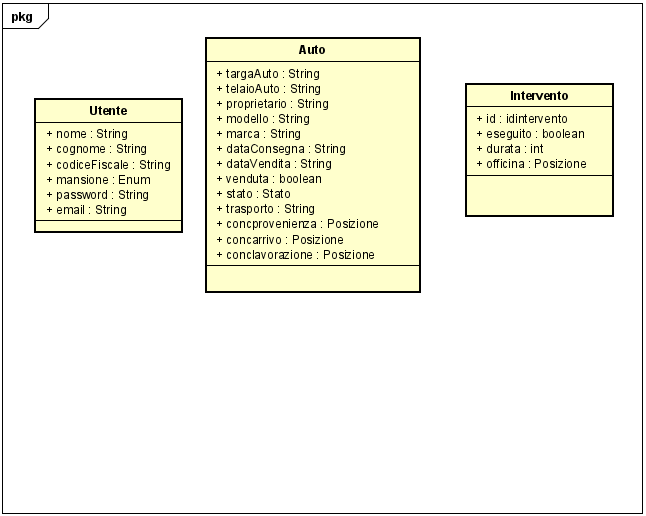 pkg
Utente
+ nome : String
+ cognome : String
+ codiceFiscale : String
+ mansione : Enum
+ password : String
+ email : String
Auto
+ targaAuto : String
+ telaioAuto : String
+ proprietario : String
+ modello : String
+ marca : String
+ dataConsegna : String
+ dataVendita : String
+ venduta : boolean
+ stato : Stato
+ trasporto : String
+ concprovenienza : Posizione
+ concarrivo : Posizione
+ conclavorazione : Posizione
Intervento
+ id : idintervento
+ eseguito : boolean
+ durata : int
+ officina : Posizione